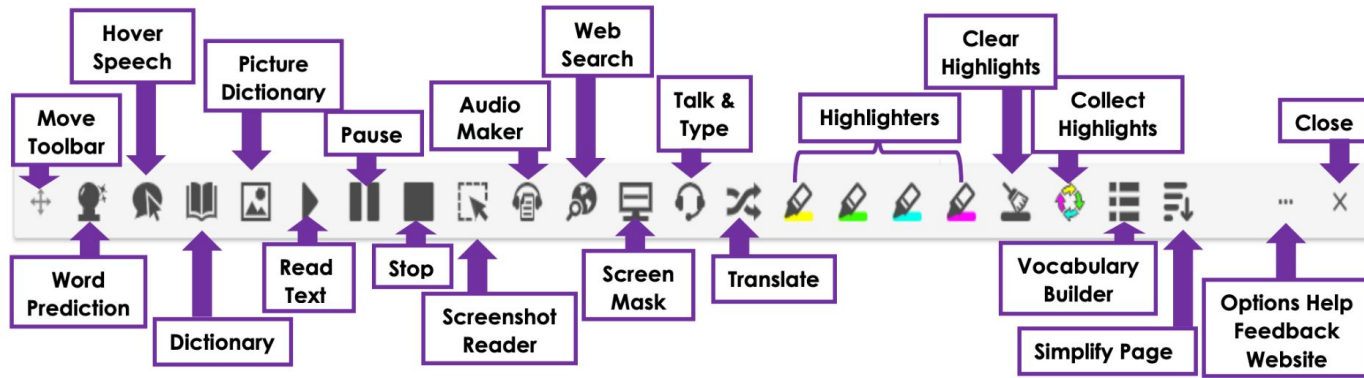 Move
Toolbar
Hover
Speech
Picture
Dictionary
Pause
Audio
Maker
Web
Search
Talk &
Type
Highlighters
Clear
Highlights
Collect
Highlights
Close
Word
Prediction
Dictionary
Read
Text
Stop
Screenshot
Reader
Screen
Mask
Translate
Vocabulary
Builder
Simplify Page
Options Help
Feedback
Website